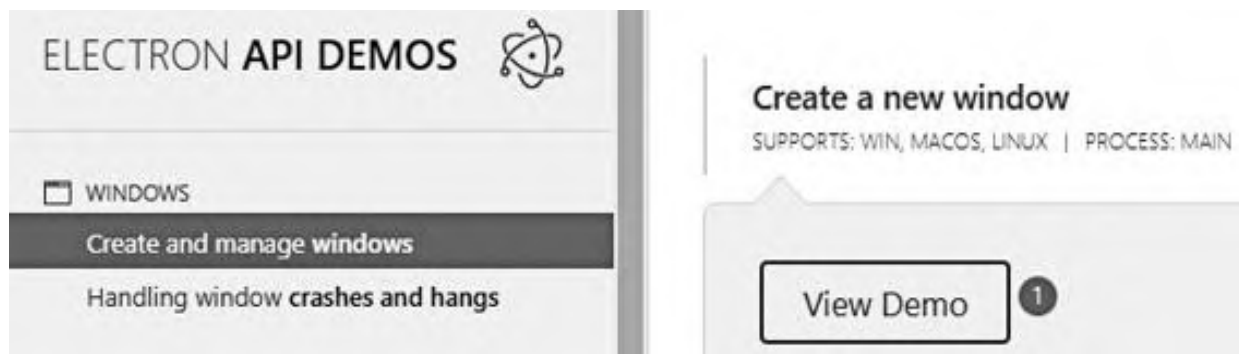 ELECTRON API DEMOS
WINDOWS
Create and manage windows
Handling window crashes and hangs
Create a new window
SUPPORTS: WIN, MACOS, LINUX | PROCESS: MAIN
View Demo 1